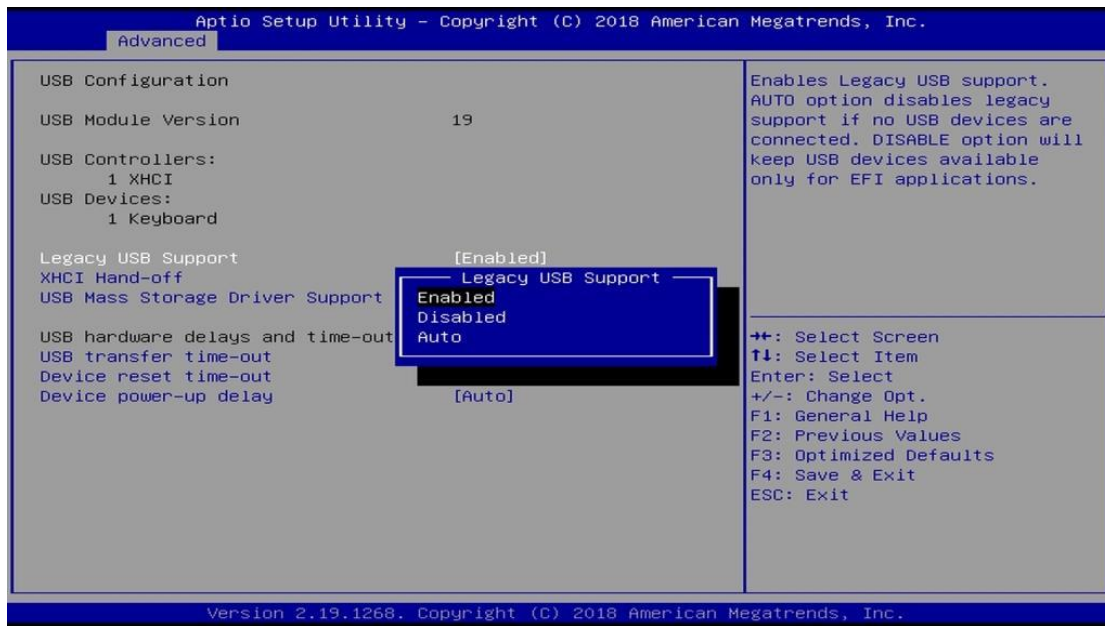 Aptio Setup Utility – Copyright (C) 2018 American Megatrends, Inc.
Advanced
USB Configuration
USB Module Version 19
USB Controllers:
1 XHCI
USB Devices:
1 Keyboard
Legacy USB Support [Enabled]
XHCI Hand-off
USB Mass Storage Driver Support
USB hardware delays and time-out
USB transfer time-out
Device reset time-out
Device power-up delay [Auto]
Legacy USB Support
Enabled
Disabled
Auto
Enables Legacy USB support.
AUTO option disables legacy
support if no USB devices are
connected. DISABLE option will
keep USB devices available
only for EFI applications.
→←: Select Screen
↑↓: Select Item
Enter: Select
+/-: Change Opt.
F1: General Help
F2: Previous Values
F3: Optimized Defaults
F4: Save & Exit
ESC: Exit
Version 2.19.1268. Copyright (C) 2018 American Megatrends, Inc.